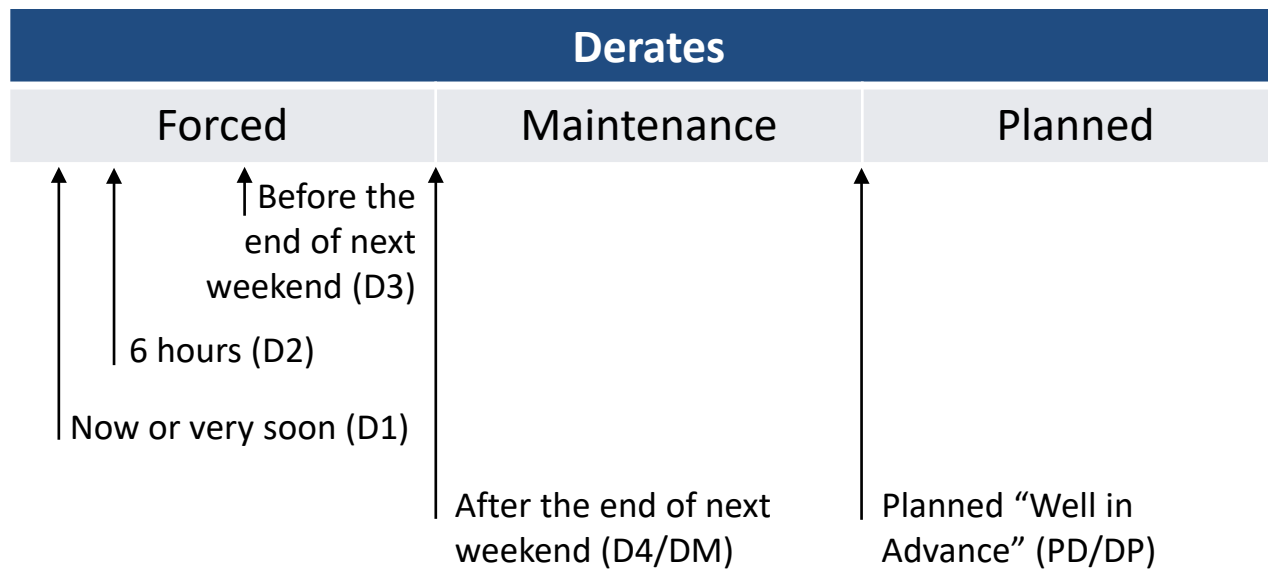 Derates
Forced
Maintenance
Planned
Before the
end of next
weekend (D3)
6 hours (D2)
Now or very soon (D1)
After the end of next
weekend (D4/DM)
Planned “Well in
Advance” (PD/DP)